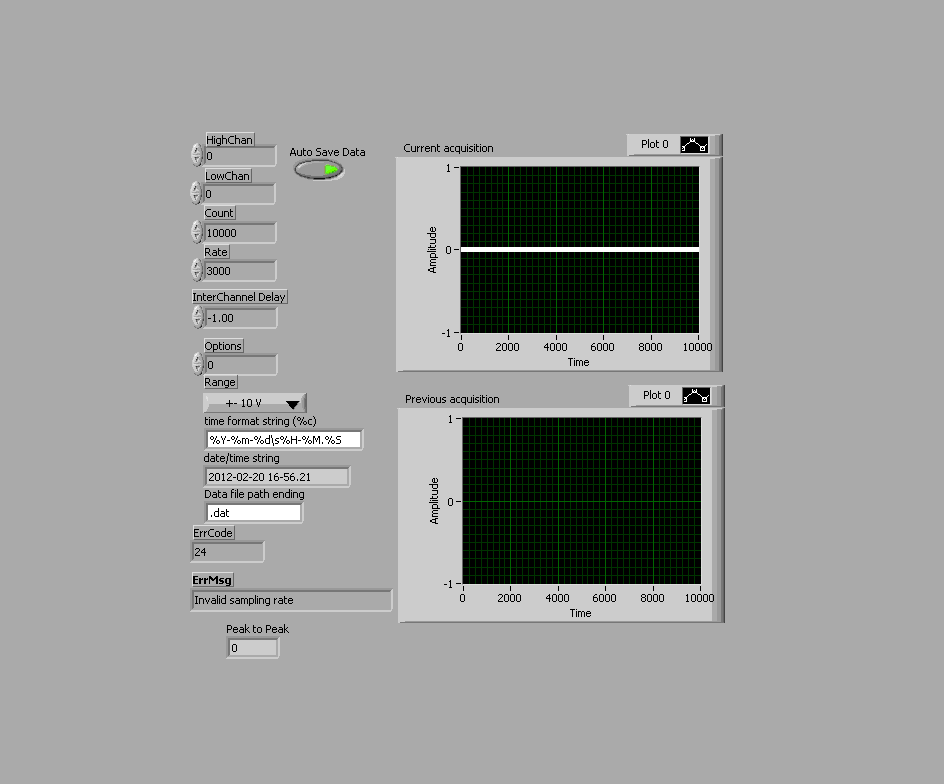 HighChan
0
Auto Save Data
LowChan
0
Count
10000
Rate
3000
InterChannel Delay
-1.00
Options
0
Range
+- 10 V
time format string (%c)
%Y-%m-%d\s%H-%M.%S
date/time string
2012-02-20 16-56.21
Data file path ending
.dat
ErrCode
24
ErrMsg
Invalid sampling rate
Peak to Peak
0
Current acquisition
Plot 0
1
0
-1
Amplitude
0 2000 4000 6000 8000 10000
Time
Previous acquisition
Plot 0
1
0
-1
Amplitude
0 2000 4000 6000 8000 10000
Time